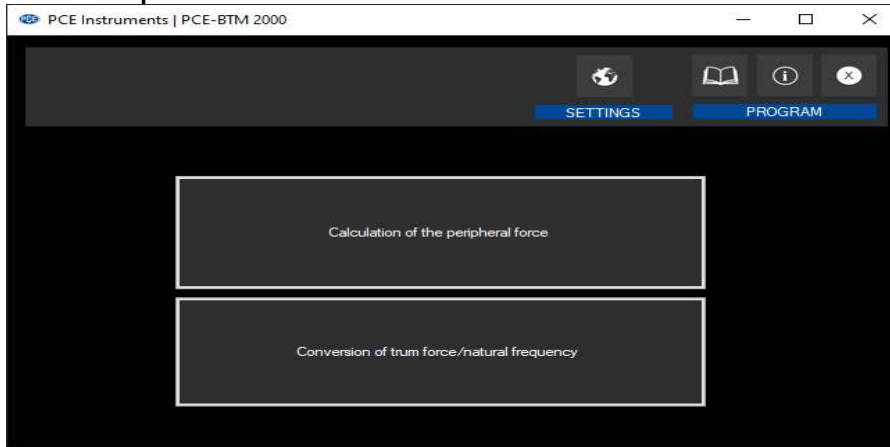 PCE Instruments | PCE-BTM 2000
SETTINGS
PROGRAM
Calculation of the peripheral force
Conversion of trum force/natural frequency